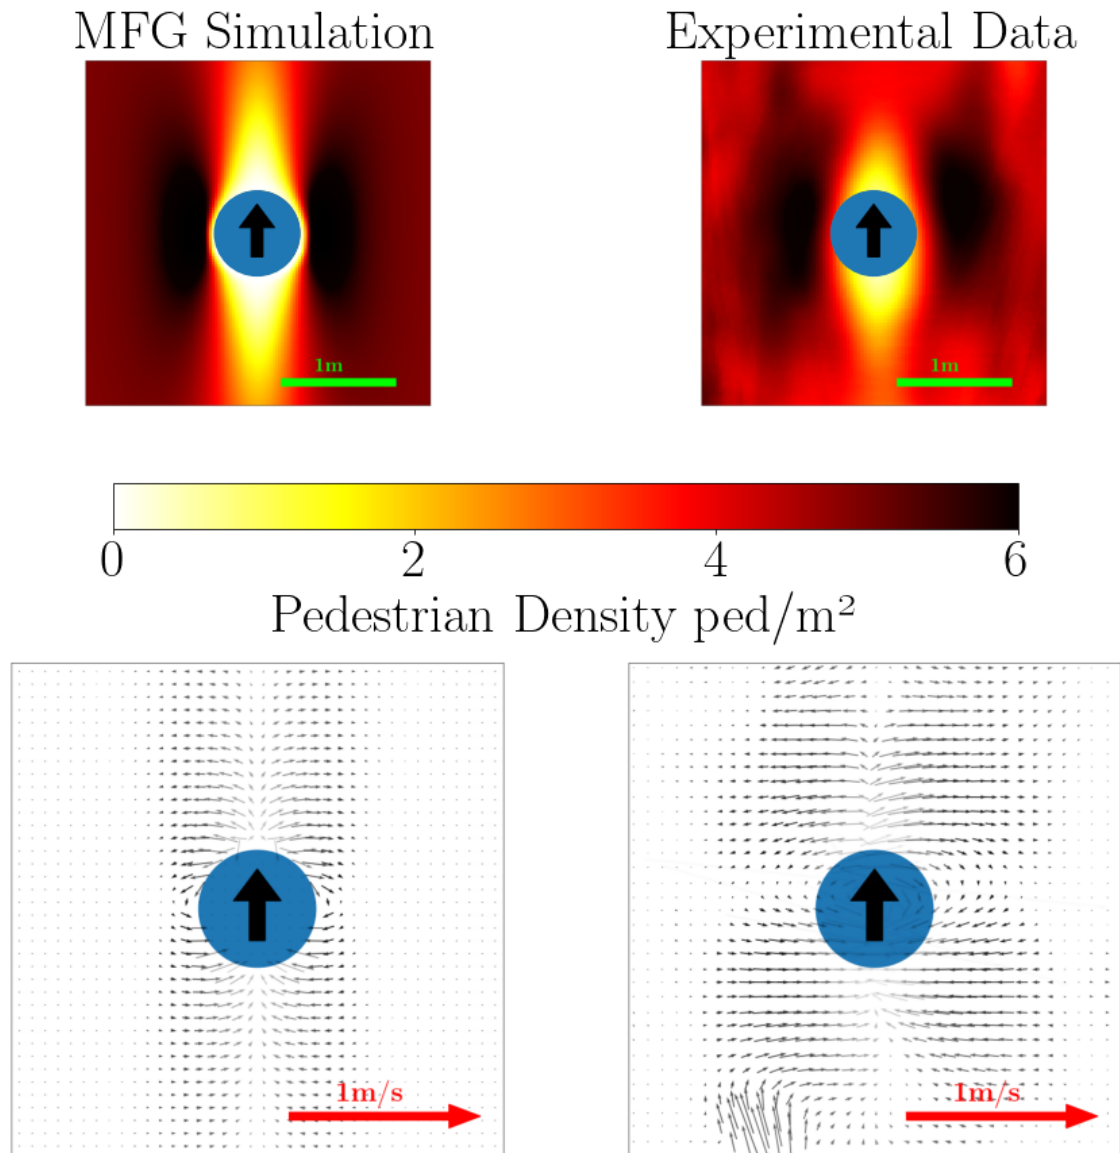 MFG Simulation
Experimental Data
1m
1m
0 2 4 6
Pedestrian Density ped/m²
1m/s
1m/s